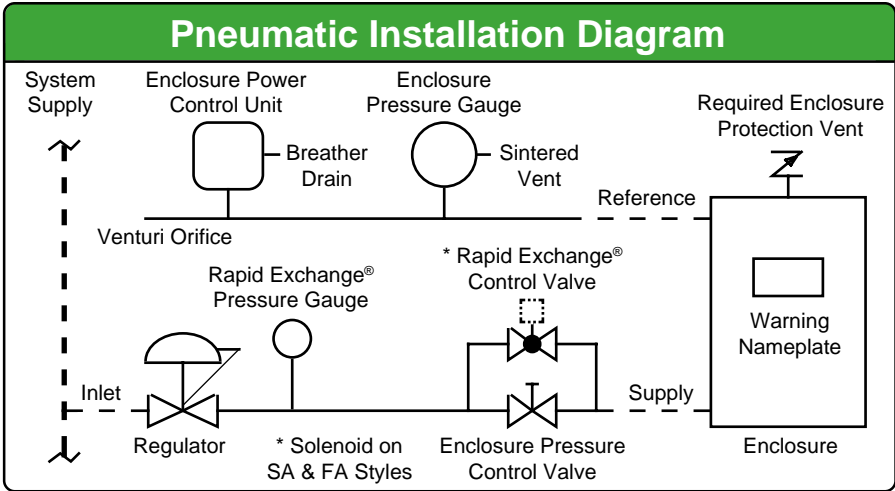 Pneumatic Installation Diagram
System
Supply
Enclosure Power
Control Unit
Enclosure
Pressure Gauge
Required Enclosure
Protection Vent
Breather
Drain
Sintered
Vent
Reference
Venturi Orifice
Rapid Exchange®
Pressure Gauge
* Rapid Exchange®
Control Valve
Warning
Nameplate
Inlet
Supply
Regulator
* Solenoid on
SA & FA Styles
Enclosure Pressure
Control Valve
Enclosure